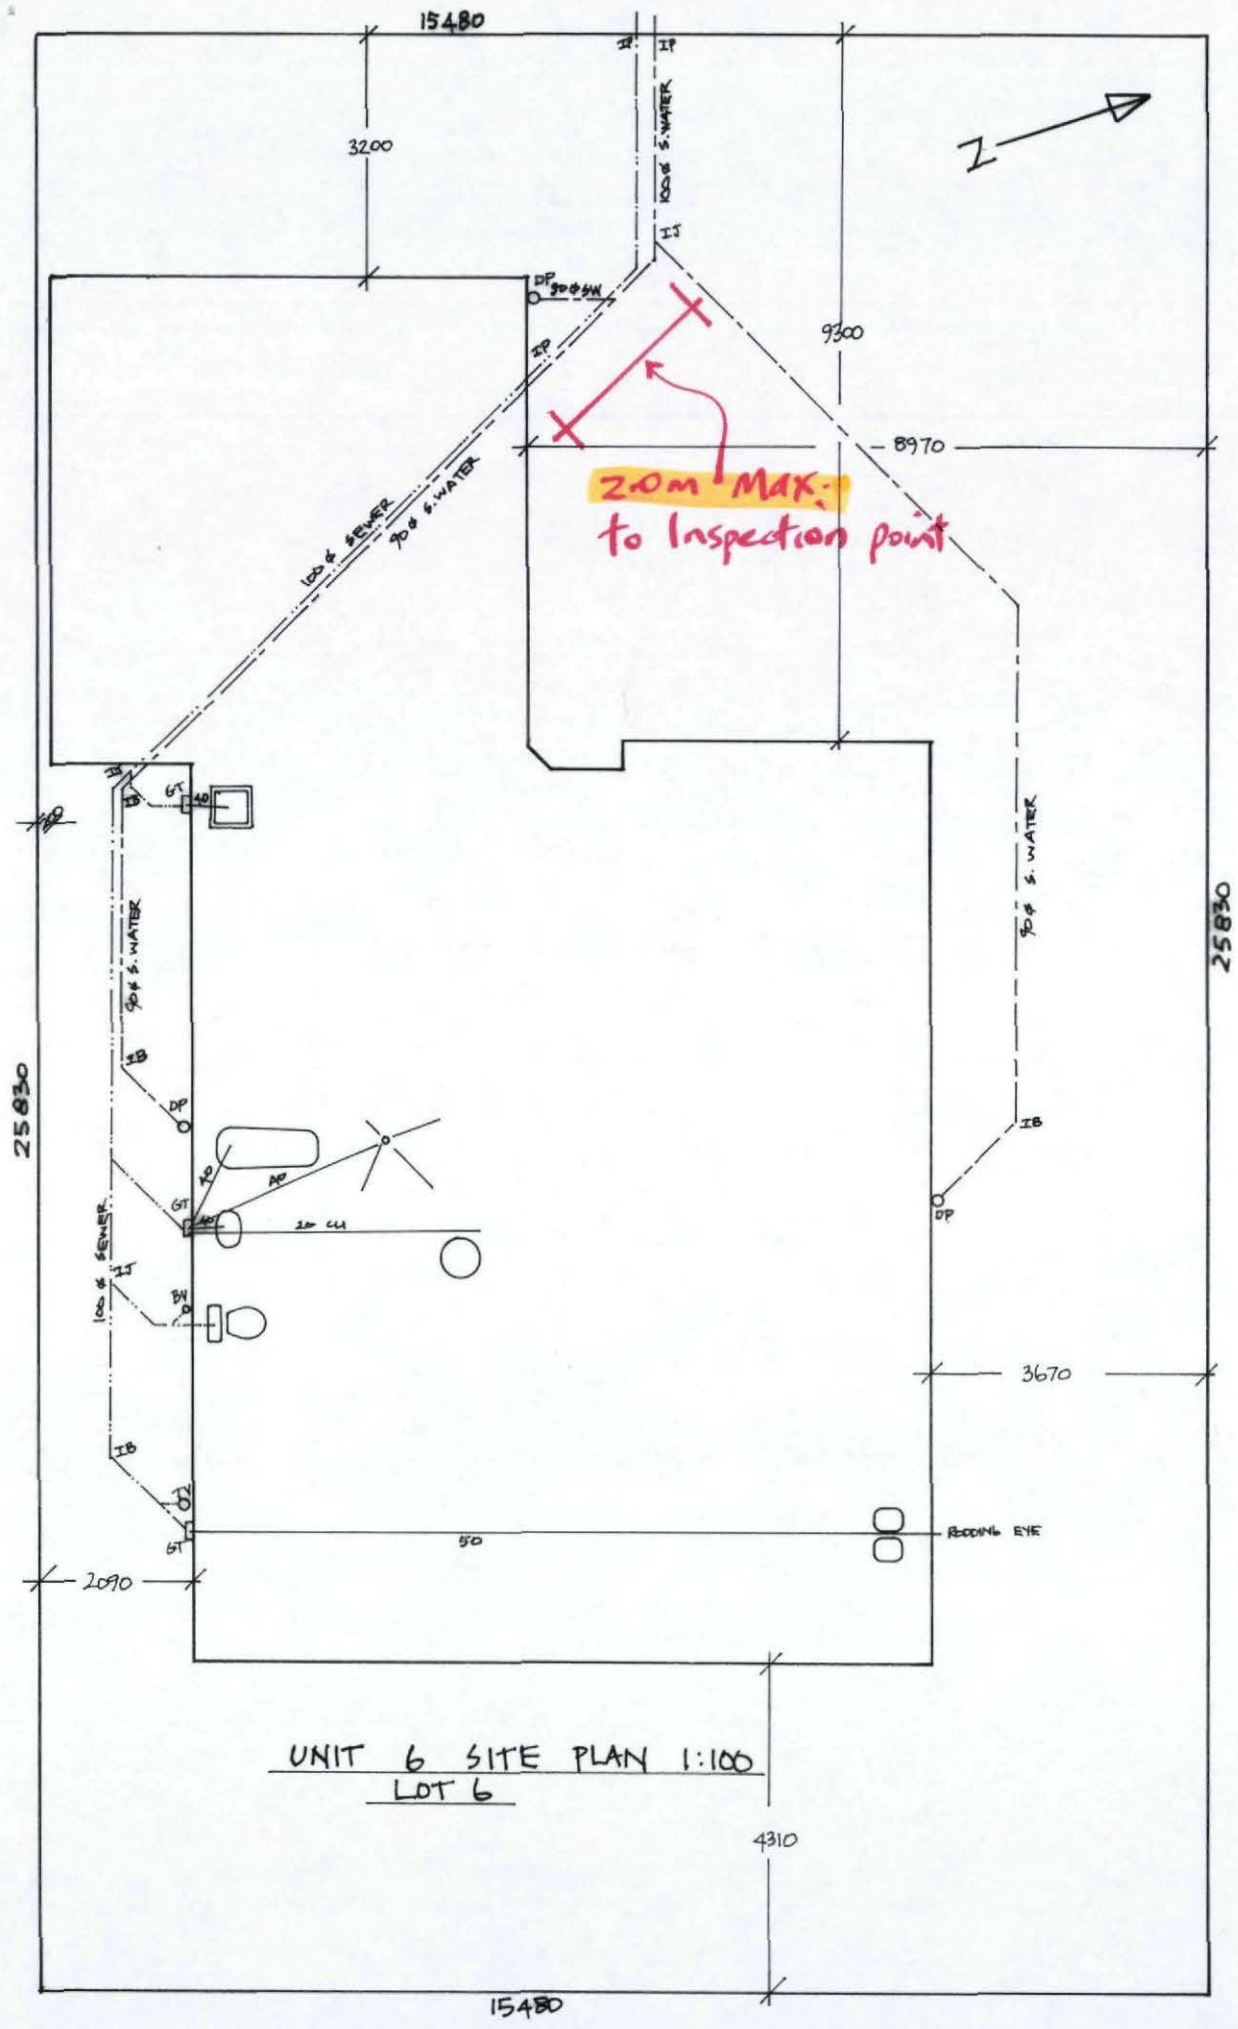 15480
IP
IP
100ø S.WATER
3200
N
IJ
DP
90ø SW
IP
9300
8970
2.0m Max.
to Inspection point
100ø SEWER
90ø S.WATER
IJ
IB
GT
40
90ø S.WATER
90ø S. WATER
25830
25830
IB
DP
IB
DP
40
40
GT
40
20 CU
100ø SEWER
IJ
BV
3670
IB
GT
50
RODDING EYE
2090
UNIT 6 SITE PLAN 1:100
LOT 6
4310
15480